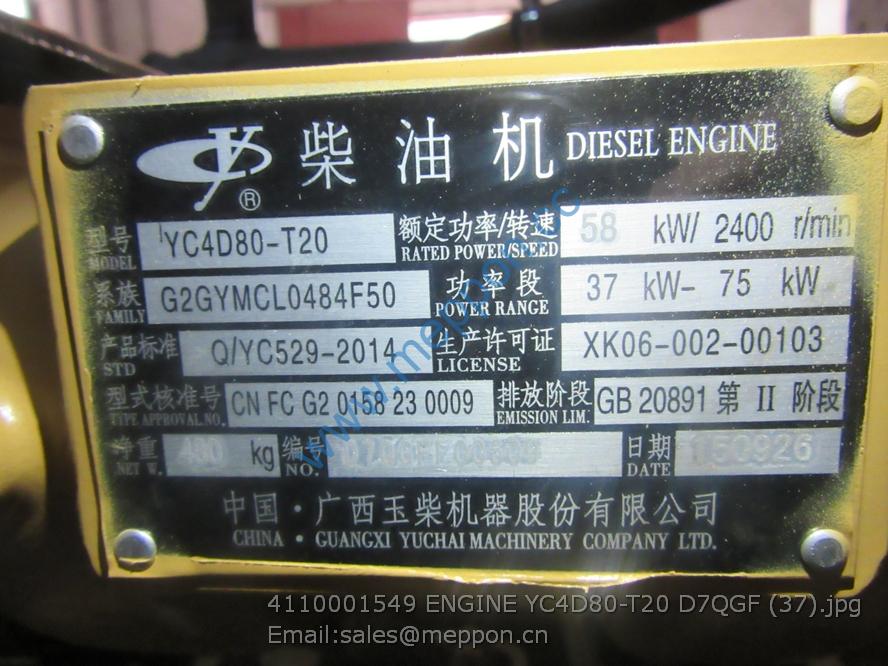 柴油机 DIESEL ENGINE
®
型号 YC4D80-T20 额定功率/转速 58 kW/ 2400 r/min
MODEL RATED POWER/SPEED
系族 G2GYMCL0484F50 功率段 37 kW- 75 kW
FAMILY POWER RANGE
产品标准 Q/YC529-2014 生产许可证 XK06-002-00103
STD LICENSE
型式核准号 CN FC G2 0158 23 0009 排放阶段 GB 20891 第 II 阶段
TYPE APPROVAL NO. EMISSION LIM.
净重 kg 编号 日期 150926
NET W. NO. DATE
中国·广西玉柴机器股份有限公司
CHINA · GUANGXI YUCHAI MACHINERY COMPANY LTD.
4110001549 ENGINE YC4D80-T20 D7QGF (37).jpg
Email:sales@meppon.cn